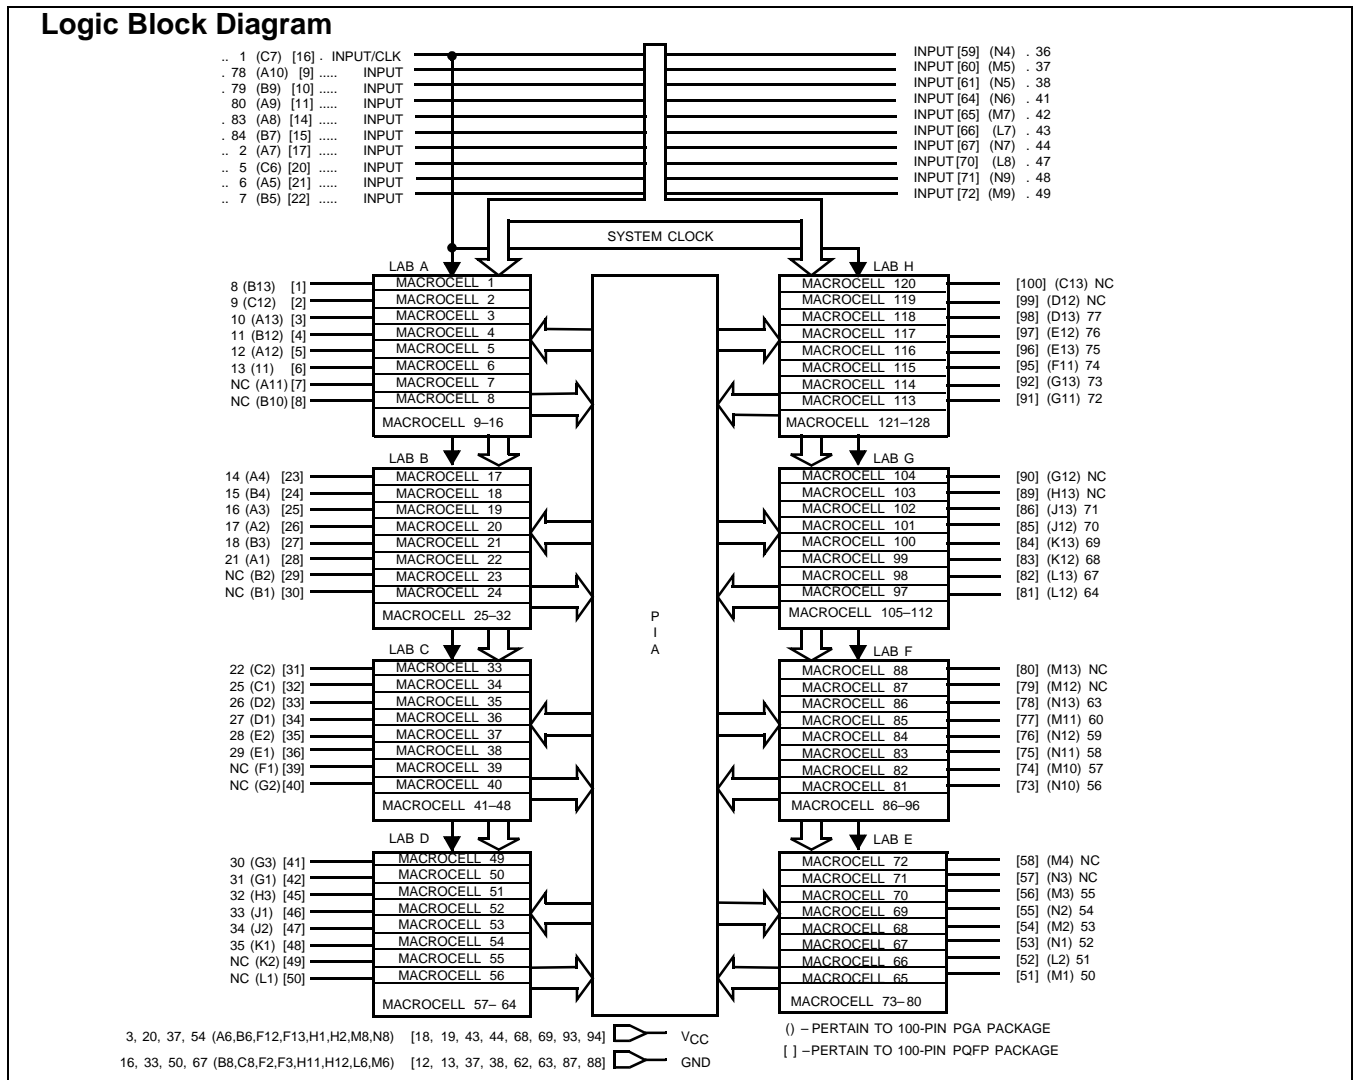 Logic Block Diagram
.. 1 (C7) [16] . INPUT/CLK
. 78 (A10) [9] ..... INPUT
. 79 (B9) [10] ..... INPUT
80 (A9) [11] ..... INPUT
. 83 (A8) [14] ..... INPUT
. 84 (B7) [15] ..... INPUT
.. 2 (A7) [17] ..... INPUT
.. 5 (C6) [20] ..... INPUT
.. 6 (A5) [21] ..... INPUT
.. 7 (B5) [22] ..... INPUT
INPUT [59] (N4) . 36
INPUT [60] (M5) . 37
INPUT [61] (N5) . 38
INPUT [64] (N6) . 41
INPUT [65] (M7) . 42
INPUT [66] (L7) . 43
INPUT [67] (N7) . 44
INPUT [70] (L8) . 47
INPUT [71] (N9) . 48
INPUT [72] (M9) . 49
SYSTEM CLOCK
LAB A
8 (B13) [1]
9 (C12) [2]
10 (A13) [3]
11 (B12) [4]
12 (A12) [5]
13 (11) [6]
NC (A11) [7]
NC (B10) [8]
MACROCELL 1
MACROCELL 2
MACROCELL 3
MACROCELL 4
MACROCELL 5
MACROCELL 6
MACROCELL 7
MACROCELL 8
MACROCELL 9–16
LAB H
MACROCELL 120
MACROCELL 119
MACROCELL 118
MACROCELL 117
MACROCELL 116
MACROCELL 115
MACROCELL 114
MACROCELL 113
MACROCELL 121–128
[100] (C13) NC
[99] (D12) NC
[98] (D13) 77
[97] (E12) 76
[96] (E13) 75
[95] (F11) 74
[92] (G13) 73
[91] (G11) 72
LAB B
14 (A4) [23]
15 (B4) [24]
16 (A3) [25]
17 (A2) [26]
18 (B3) [27]
21 (A1) [28]
NC (B2) [29]
NC (B1) [30]
MACROCELL 17
MACROCELL 18
MACROCELL 19
MACROCELL 20
MACROCELL 21
MACROCELL 22
MACROCELL 23
MACROCELL 24
MACROCELL 25–32
P
I
A
LAB G
MACROCELL 104
MACROCELL 103
MACROCELL 102
MACROCELL 101
MACROCELL 100
MACROCELL 99
MACROCELL 98
MACROCELL 97
MACROCELL 105–112
[90] (G12) NC
[89] (H13) NC
[86] (J13) 71
[85] (J12) 70
[84] (K13) 69
[83] (K12) 68
[82] (L13) 67
[81] (L12) 64
LAB C
22 (C2) [31]
25 (C1) [32]
26 (D2) [33]
27 (D1) [34]
28 (E2) [35]
29 (E1) [36]
NC (F1) [39]
NC (G2) [40]
MACROCELL 33
MACROCELL 34
MACROCELL 35
MACROCELL 36
MACROCELL 37
MACROCELL 38
MACROCELL 39
MACROCELL 40
MACROCELL 41–48
LAB F
MACROCELL 88
MACROCELL 87
MACROCELL 86
MACROCELL 85
MACROCELL 84
MACROCELL 83
MACROCELL 82
MACROCELL 81
MACROCELL 86–96
[80] (M13) NC
[79] (M12) NC
[78] (N13) 63
[77] (M11) 60
[76] (N12) 59
[75] (N11) 58
[74] (M10) 57
[73] (N10) 56
LAB D
30 (G3) [41]
31 (G1) [42]
32 (H3) [45]
33 (J1) [46]
34 (J2) [47]
35 (K1) [48]
NC (K2) [49]
NC (L1) [50]
MACROCELL 49
MACROCELL 50
MACROCELL 51
MACROCELL 52
MACROCELL 53
MACROCELL 54
MACROCELL 55
MACROCELL 56
MACROCELL 57– 64
LAB E
MACROCELL 72
MACROCELL 71
MACROCELL 70
MACROCELL 69
MACROCELL 68
MACROCELL 67
MACROCELL 66
MACROCELL 65
MACROCELL 73–80
[58] (M4) NC
[57] (N3) NC
[56] (M3) 55
[55] (N2) 54
[54] (M2) 53
[53] (N1) 52
[52] (L2) 51
[51] (M1) 50
3, 20, 37, 54 (A6,B6,F12,F13,H1,H2,M8,N8) [18, 19, 43, 44, 68, 69, 93, 94] VCC
16, 33, 50, 67 (B8,C8,F2,F3,H11,H12,L6,M6) [12, 13, 37, 38, 62, 63, 87, 88] GND
() – PERTAIN TO 100-PIN PGA PACKAGE
[ ] –PERTAIN TO 100-PIN PQFP PACKAGE